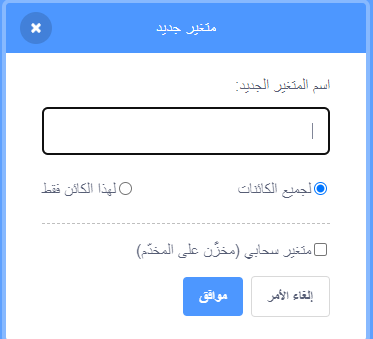 متغير جديد
اسم المتغير الجديد:
لجميع الكائنات لهذا الكائن فقط
متغير سحابي (مخزّن على المخدّم)
إلغاء الأمر موافق